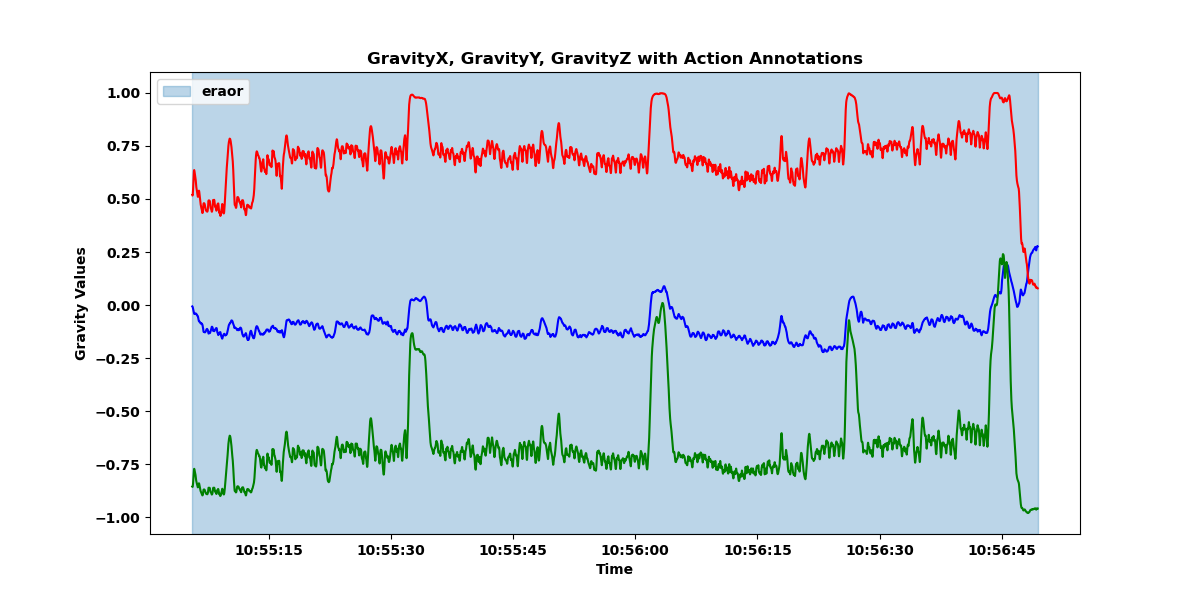 GravityX, GravityY, GravityZ with Action Annotations
eraor
Gravity Values
1.00
0.75
0.50
0.25
0.00
−0.25
−0.50
−0.75
−1.00
10:55:15 10:55:30 10:55:45 10:56:00 10:56:15 10:56:30 10:56:45
Time